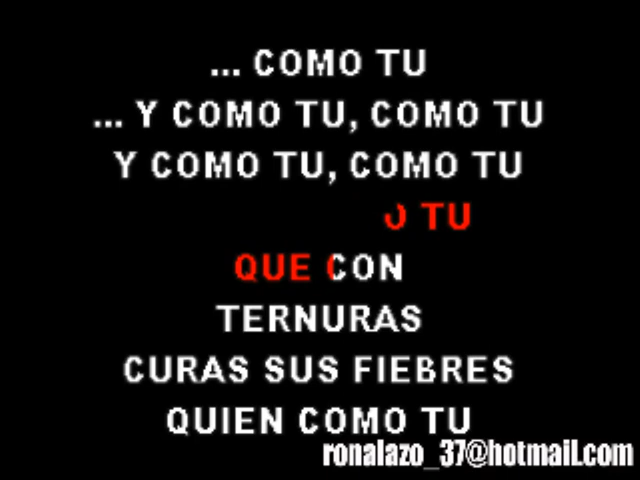 ... COMO TU
... Y COMO TU, COMO TU
Y COMO TU, COMO TU
TU
QUE CON
TERNURAS
CURAS SUS FIEBRES
QUIEN COMO TU
ronalazo_37@hotmail.com